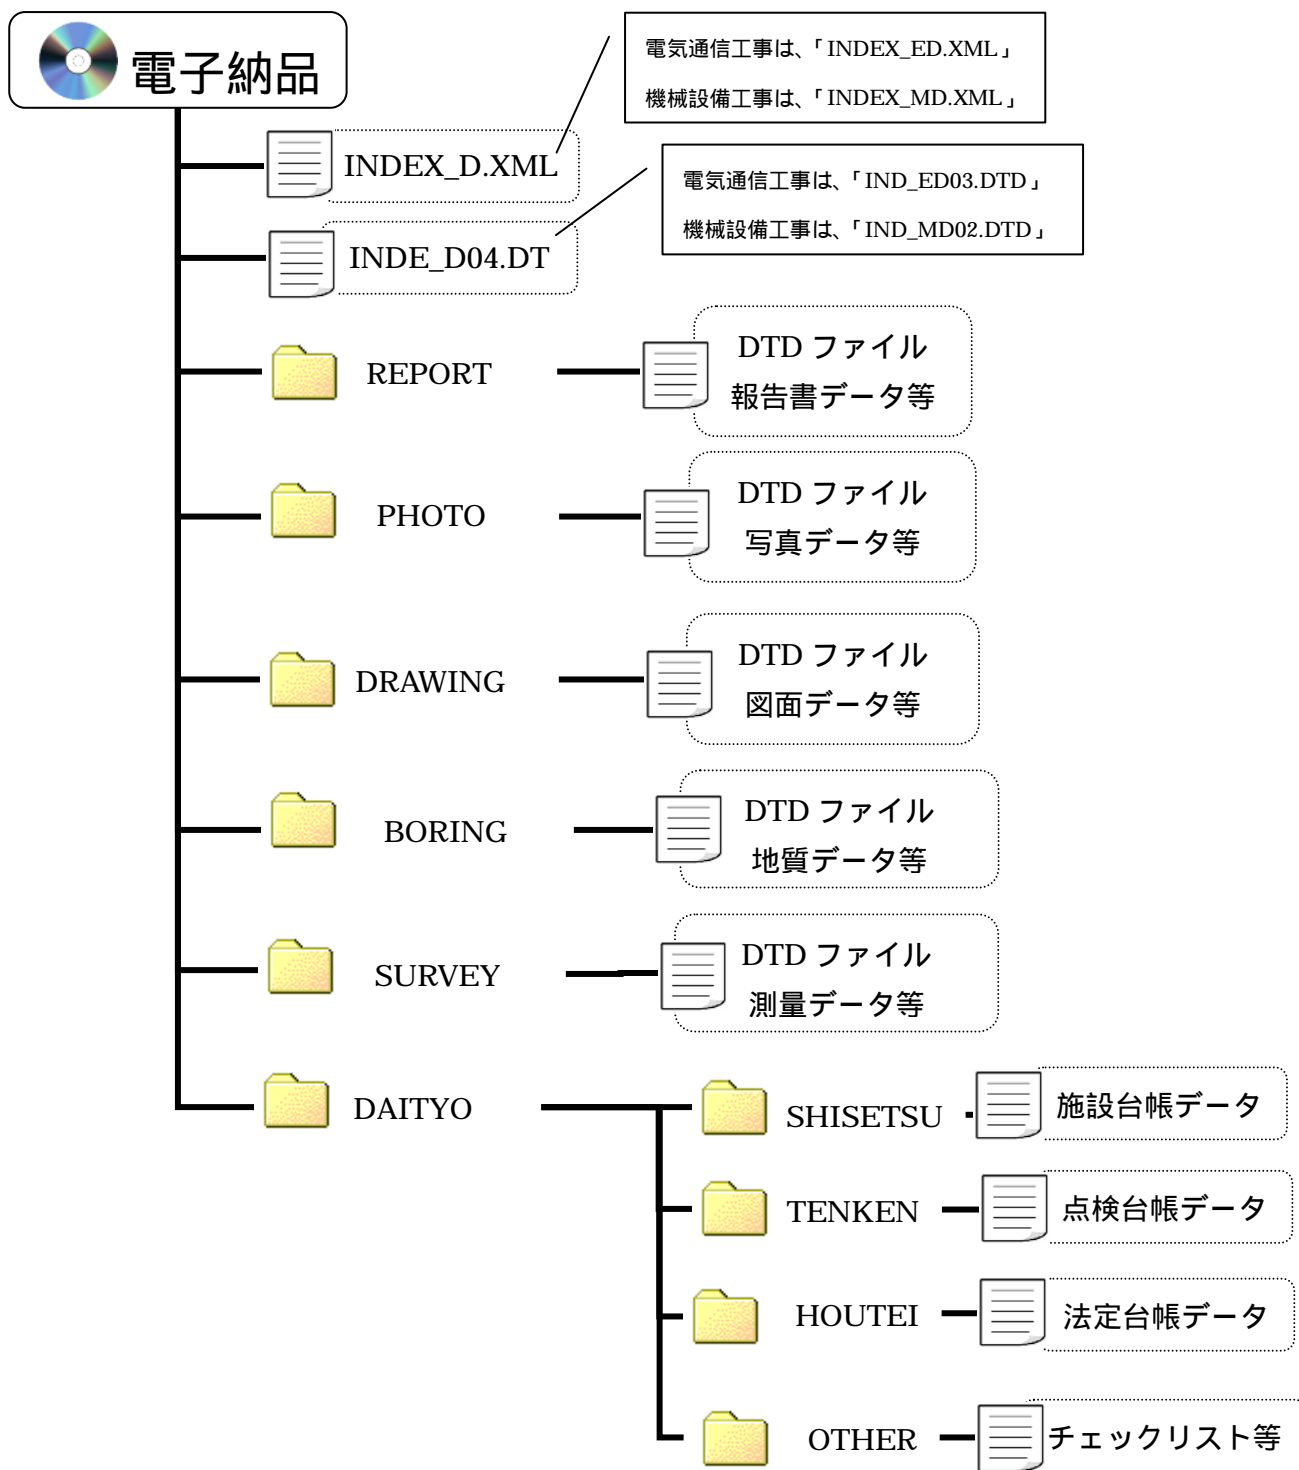 電子納品
電気通信工事は、「INDEX_ED.XML」
機械設備工事は、「INDEX_MD.XML」
INDEX_D.XML
電気通信工事は、「IND_ED03.DTD」
機械設備工事は、「IND_MD02.DTD」
INDE_D04.DT
REPORT
DTD ファイル
報告書データ等
PHOTO
DTD ファイル
写真データ等
DRAWING
DTD ファイル
図面データ等
BORING
DTD ファイル
地質データ等
SURVEY
DTD ファイル
測量データ等
DAITYO
SHISETSU
施設台帳データ
TENKEN
点検台帳データ
HOUTEI
法定台帳データ
OTHER
チェックリスト等